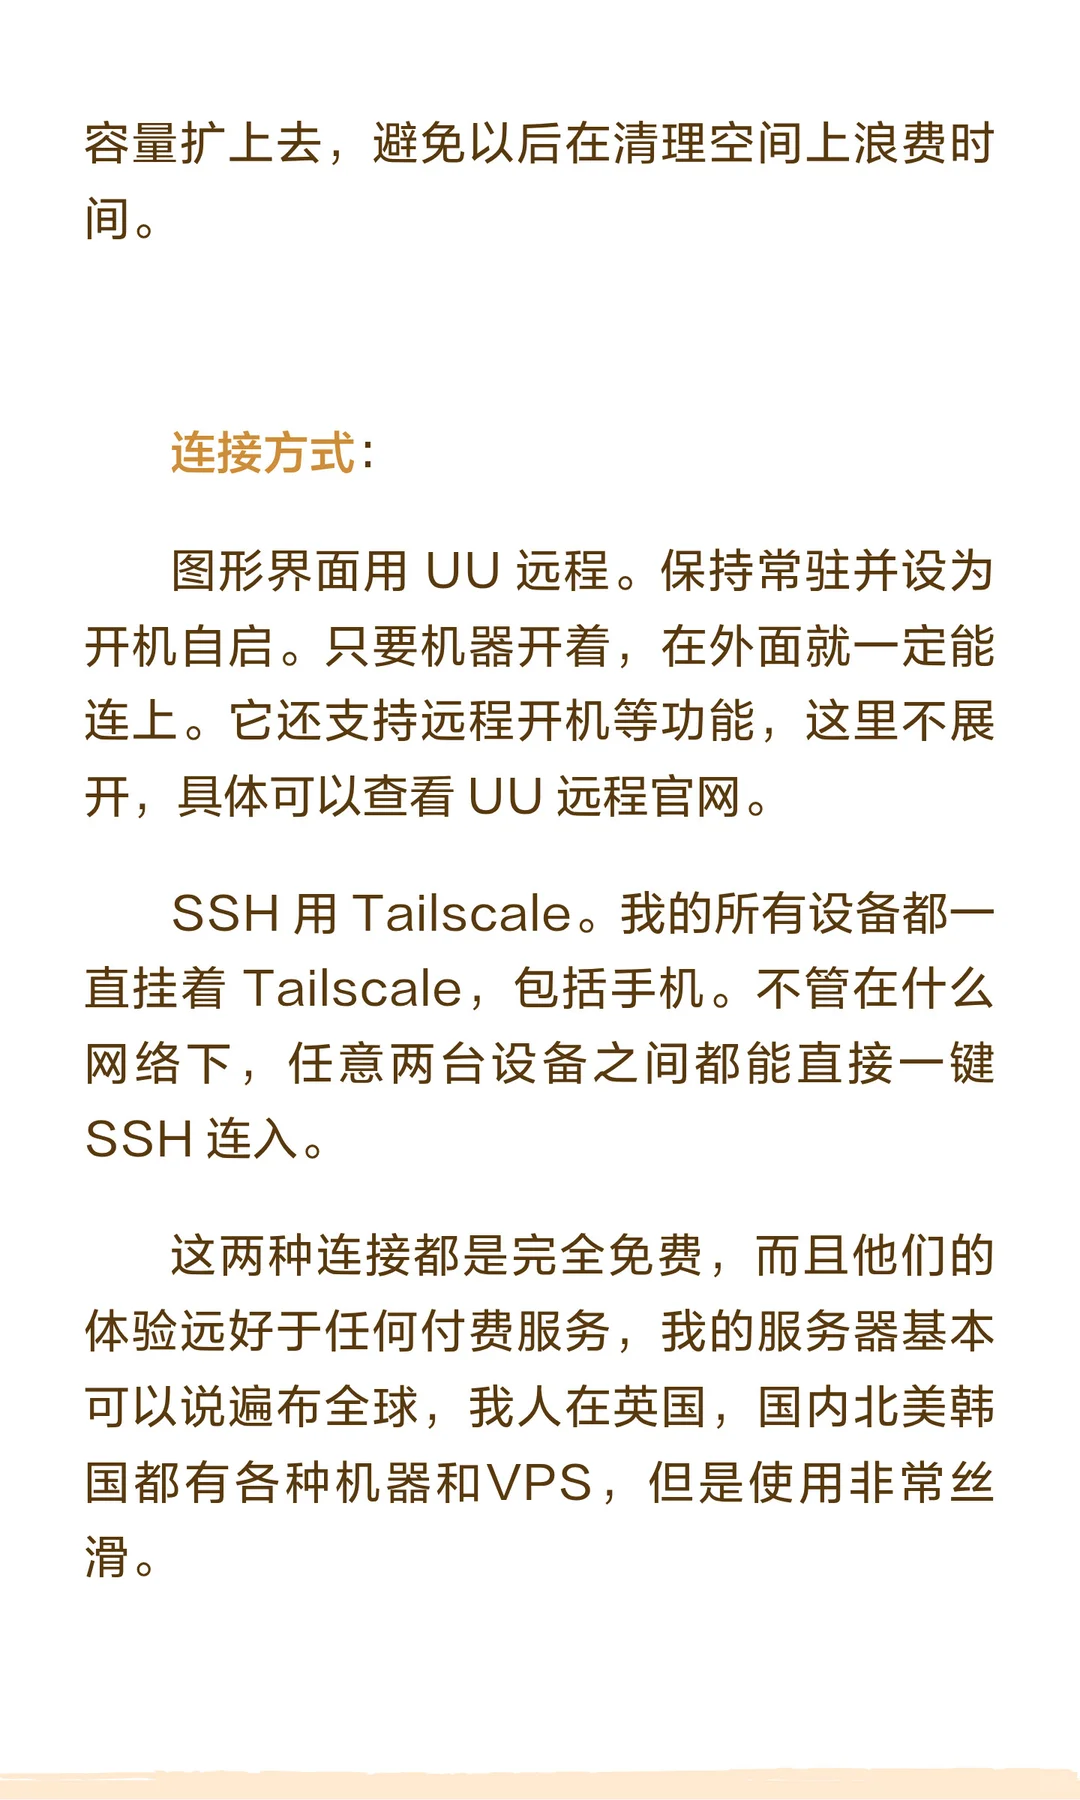 容量扩上去，避免以后在清理空间上浪费时
间。
连接方式：
图形界面用 UU 远程。保持常驻并设为
开机自启。只要机器开着，在外面就一定能
连上。它还支持远程开机等功能，这里不展
开，具体可以查看 UU 远程官网。
SSH 用 Tailscale。我的所有设备都一
直挂着 Tailscale，包括手机。不管在什么
网络下，任意两台设备之间都能直接一键
SSH 连入。
这两种连接都是完全免费，而且他们的
体验远好于任何付费服务，我的服务器基本
可以说遍布全球，我人在英国，国内北美韩
国都有各种机器和VPS，但是使用非常丝
滑。